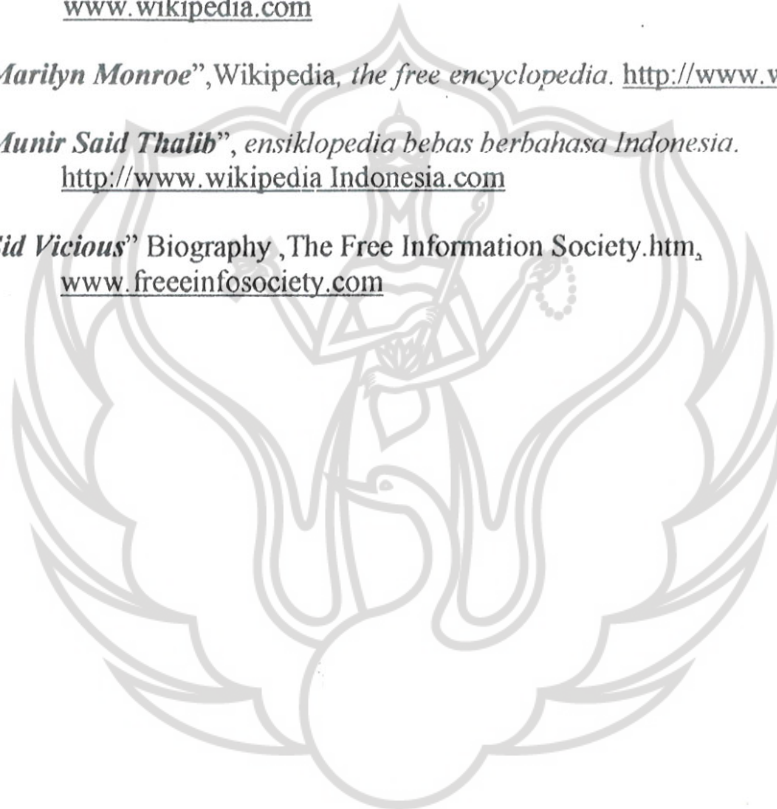 www.wikipedia.com
Marilyn Monroe”,Wikipedia, the free encyclopedia. http://www.w
Munir Said Thalib”, ensiklopedia bebas berbahasa Indonesia.
http://www.wikipedia Indonesia.com
id Vicious” Biography ,The Free Information Society.htm,
www.freeeinfosociety.com